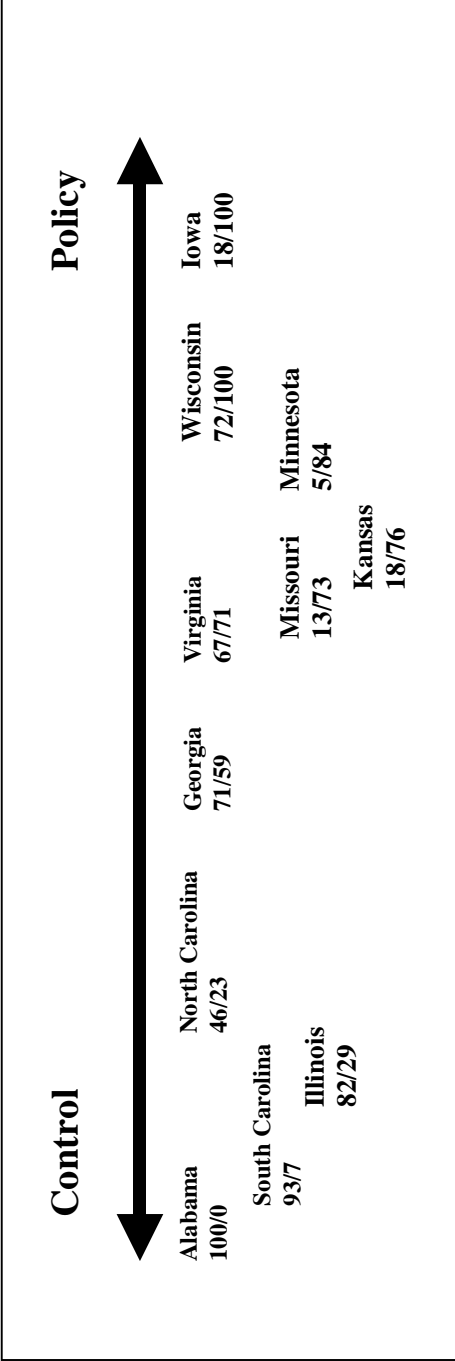 Control
Policy
Alabama
100/0
South Carolina
93/7
Illinois
82/29
North Carolina
46/23
Georgia
71/59
Virginia
67/71
Missouri
13/73
Kansas
18/76
Minnesota
5/84
Wisconsin
72/100
Iowa
18/100